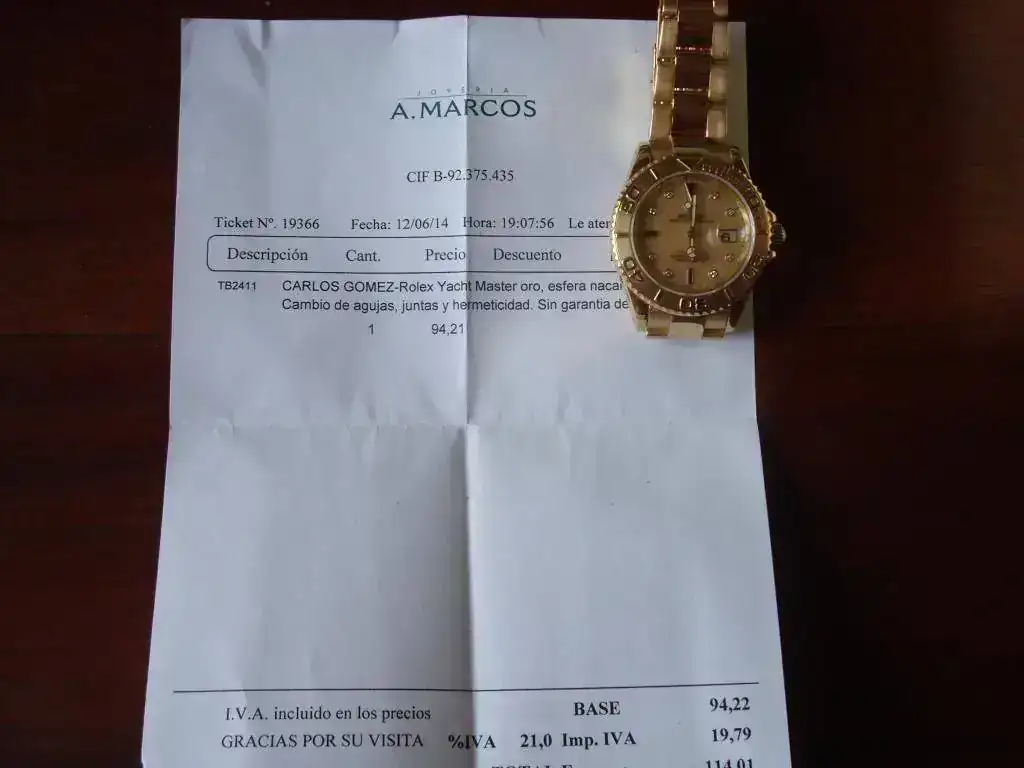 JOYERIA
A.MARCOS
CIF B-92.375.435
Ticket Nº. 19366 Fecha: 12/06/14 Hora: 19:07:56 Le
Descripción Cant. Precio Descuento
TB2411 CARLOS GOMEZ-Rolex Yacht Master oro, esfera
Cambio de agujas, juntas y hermeticidad. Sin garantia
1 94,21
I.V.A. incluido en los precios BASE 94,22
GRACIAS POR SU VISITA %IVA 21,0 Imp. IVA 19,79
TOTAL 114,01